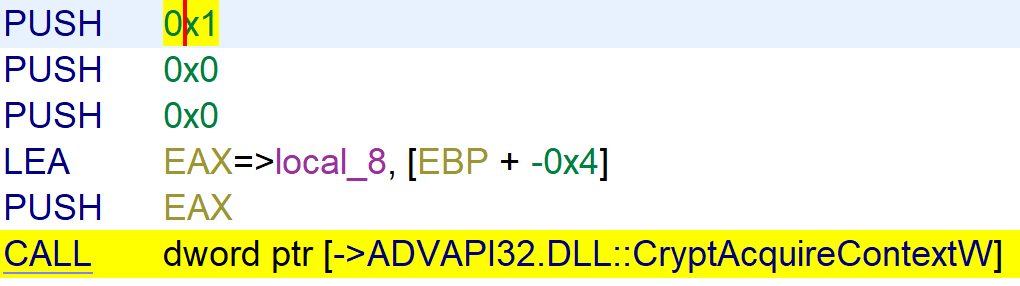 PUSH 0x1
PUSH 0x0
PUSH 0x0
LEA EAX=>local_8, [EBP + -0x4]
PUSH EAX
CALL dword ptr [->ADVAPI32.DLL::CryptAcquireContextW]